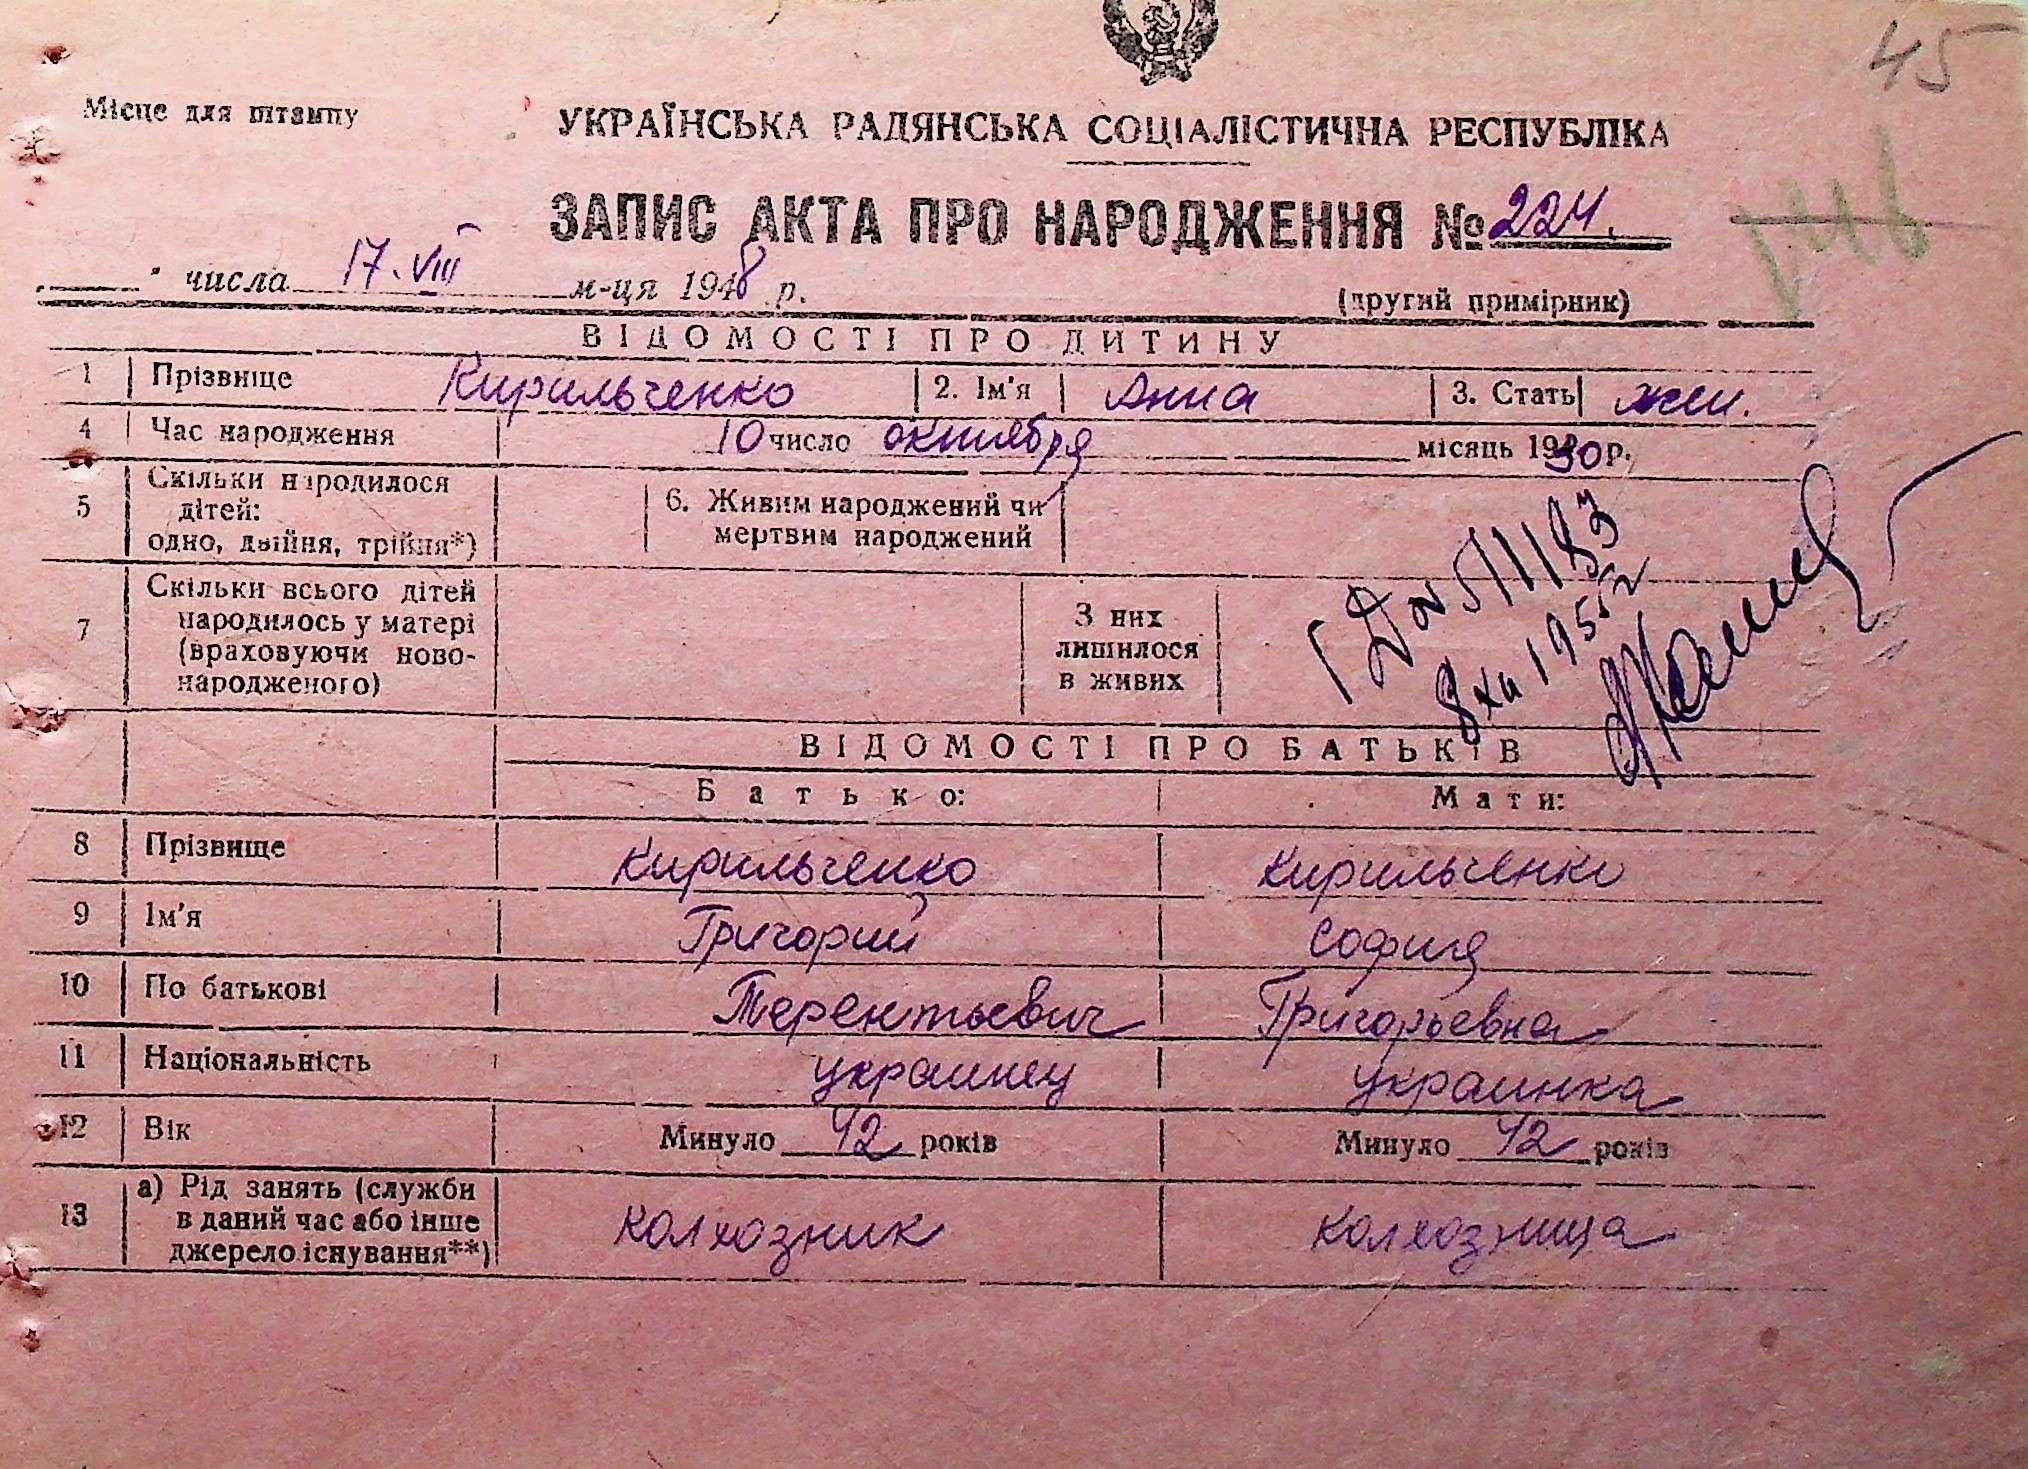 45
Місце для штампу
УКРАЇНСЬКА РАДЯНСЬКА СОЦІАЛІСТИЧНА РЕСПУБЛІКА
ЗАПИС АКТА ПРО НАРОДЖЕННЯ № 224.
числа 17. VIII м-ця 1948 р.
(другий примірник)
ВІДОМОСТІ ПРО ДИТИНУ
1 Прізвище Кирильченко 2. Ім'я Анна 3. Стать жен.
4 Час народження 10 число октября місяць 1930 р.
5 Скільки народилося дітей: одно, двійня, трійня*) 6. Живим народжений чи мертвим народжений
7 Скільки всього дітей народилось у матері (враховуючи новонародженого) З них лишилося в живих
8 хii 1955г
ВІДОМОСТІ ПРО БАТЬКІВ
Батько: Мати:
8 Прізвище Кирильченко Кирильченко
9 Ім'я Григорий София
10 По батькові Терентьевич Григорьевна
11 Національність украинец украинка
12 Вік Минуло 42 років Минуло 42 років
13 а) Рід занять (служби в даний час або інше джерело існування**) колхозник колхозница